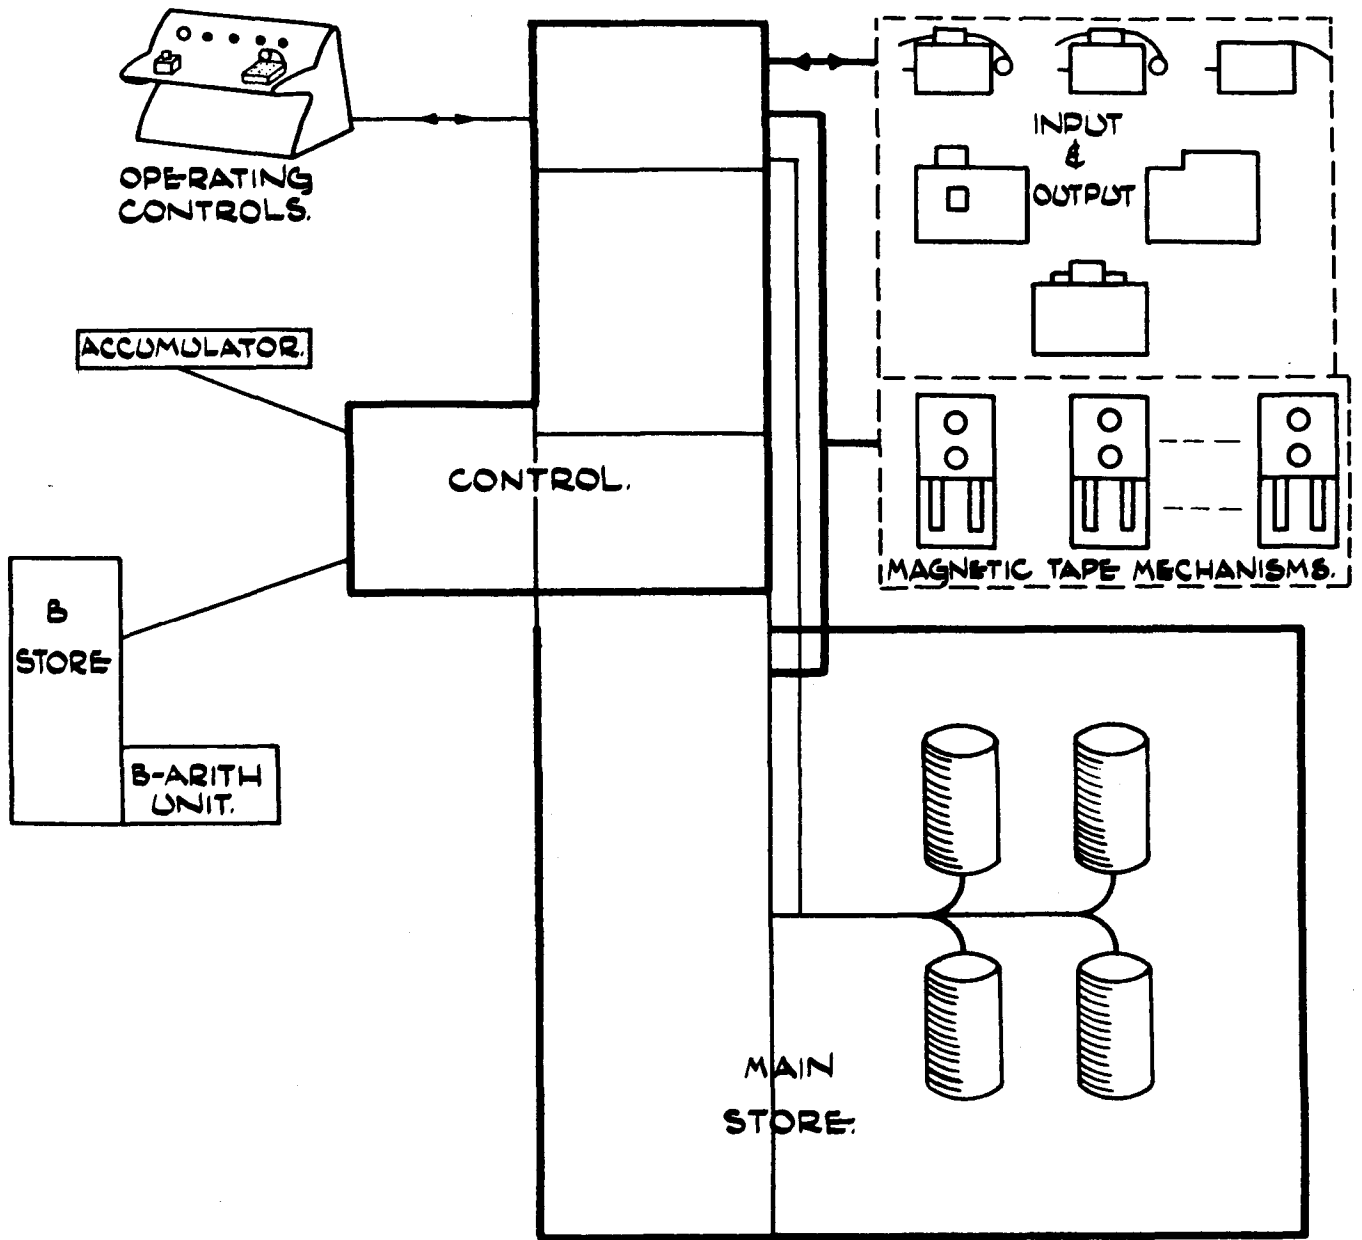 OPERATING
CONTROLS.
INPUT
&
OUTPUT
ACCUMULATOR.
CONTROL.
MAGNETIC TAPE MECHANISMS.
B
STORE
B-ARITH
UNIT.
MAIN
STORE.